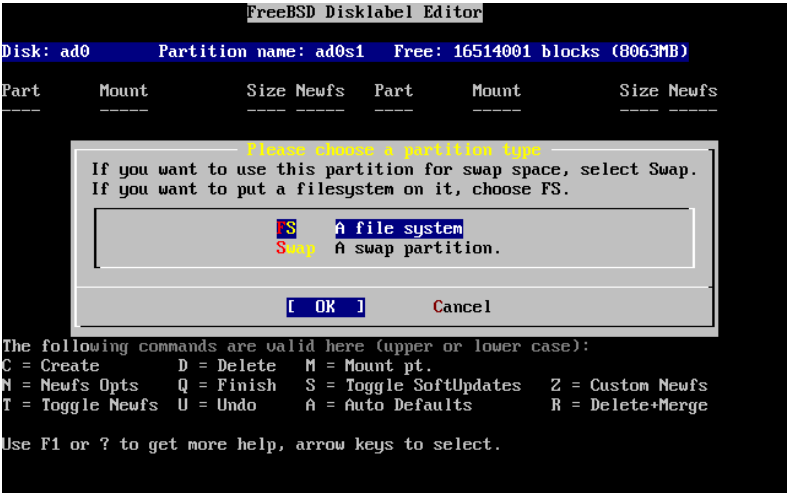 FreeBSD Disklabel Editor
Disk: ad0 Partition name: ad0s1 Free: 16514001 blocks (8063MB)
Part Mount Size Newfs Part Mount Size Newfs
---- ----- ---- ----- ---- ----- ---- -----
Please choose a partition type
If you want to use this partition for swap space, select Swap.
If you want to put a filesystem on it, choose FS.
FS A file system
Swap A swap partition.
[ OK ] Cancel
The following commands are valid here (upper or lower case):
C = Create D = Delete M = Mount pt.
N = Newfs Opts Q = Finish S = Toggle SoftUpdates Z = Custom Newfs
T = Toggle Newfs U = Undo A = Auto Defaults R = Delete+Merge
Use F1 or ? to get more help, arrow keys to select.